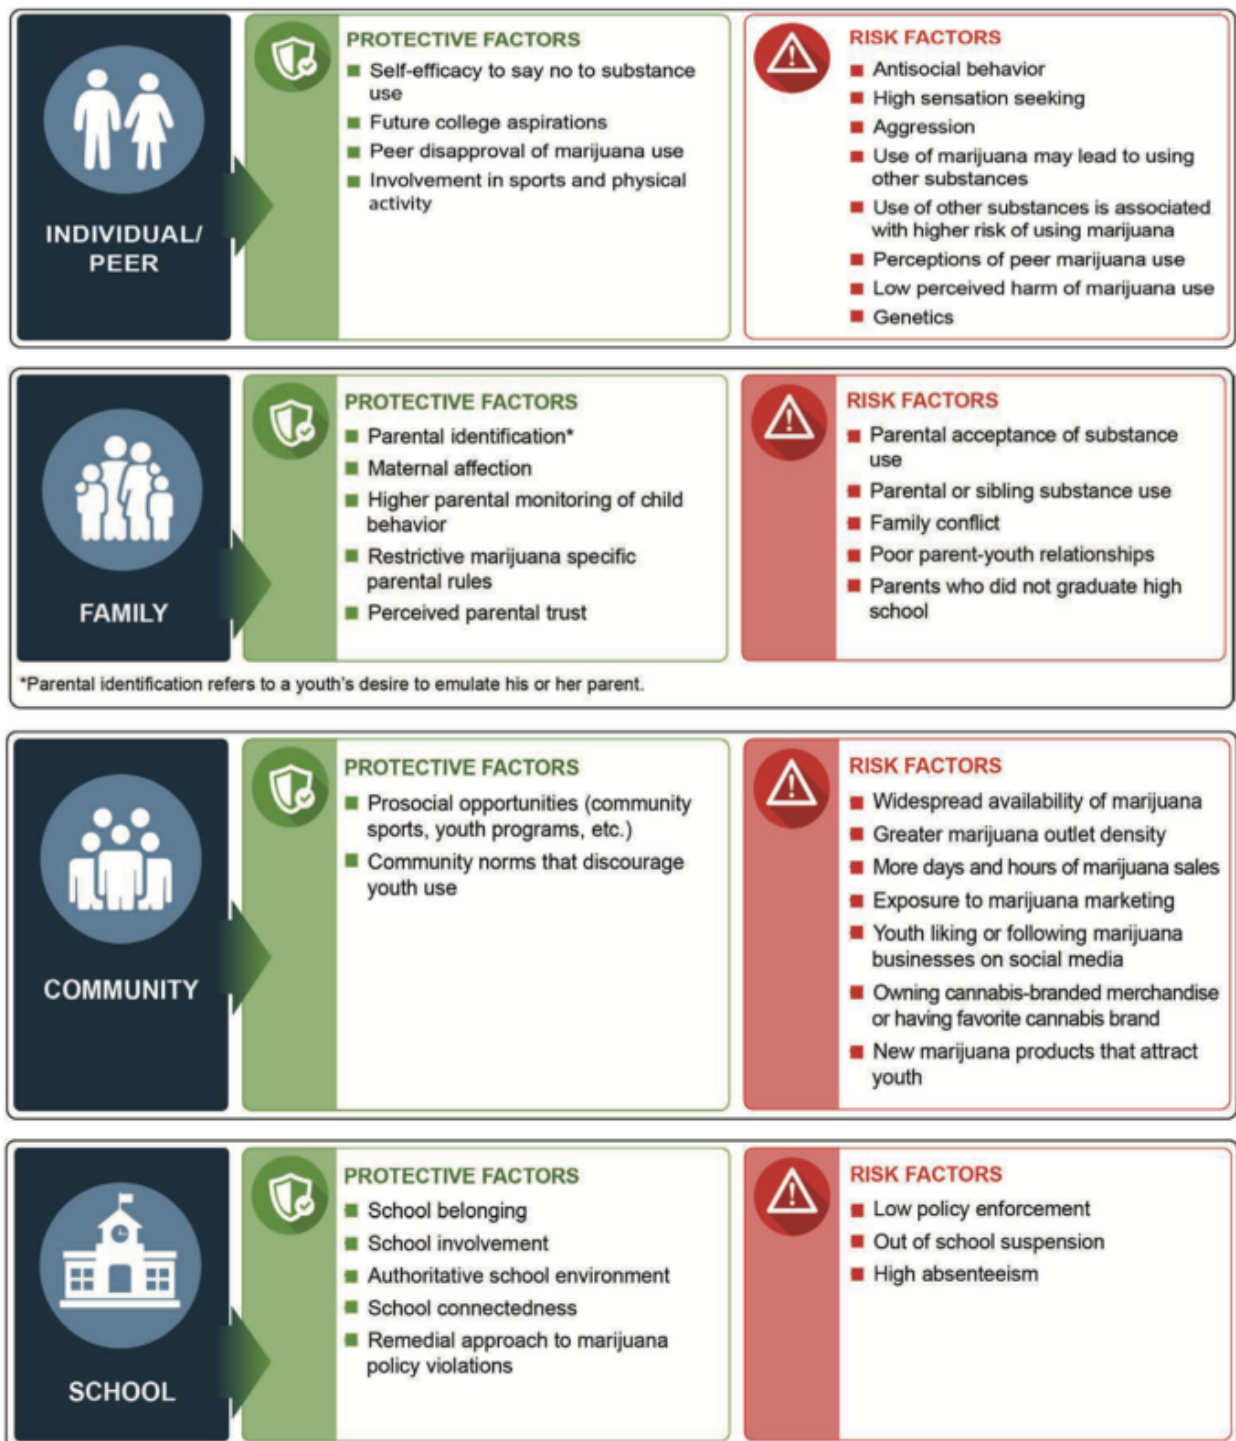 INDIVIDUAL/
PEER
PROTECTIVE FACTORS
Self-efficacy to say no to substance
use
Future college aspirations
Peer disapproval of marijuana use
Involvement in sports and physical
activity
RISK FACTORS
Antisocial behavior
High sensation seeking
Aggression
Use of marijuana may lead to using
other substances
Use of other substances is associated
with higher risk of using marijuana
Perceptions of peer marijuana use
Low perceived harm of marijuana use
Genetics
FAMILY
PROTECTIVE FACTORS
Parental identification*
Maternal affection
Higher parental monitoring of child
behavior
Restrictive marijuana specific
parental rules
Perceived parental trust
RISK FACTORS
Parental acceptance of substance
use
Parental or sibling substance use
Family conflict
Poor parent-youth relationships
Parents who did not graduate high
school
*Parental identification refers to a youth's desire to emulate his or her parent.
COMMUNITY
PROTECTIVE FACTORS
Prosocial opportunities (community
sports, youth programs, etc.)
Community norms that discourage
youth use
RISK FACTORS
Widespread availability of marijuana
Greater marijuana outlet density
More days and hours of marijuana sales
Exposure to marijuana marketing
Youth liking or following marijuana
businesses on social media
Owning cannabis-branded merchandise
or having favorite cannabis brand
New marijuana products that attract
youth
SCHOOL
PROTECTIVE FACTORS
School belonging
School involvement
Authoritative school environment
School connectedness
Remedial approach to marijuana
policy violations
RISK FACTORS
Low policy enforcement
Out of school suspension
High absenteeism